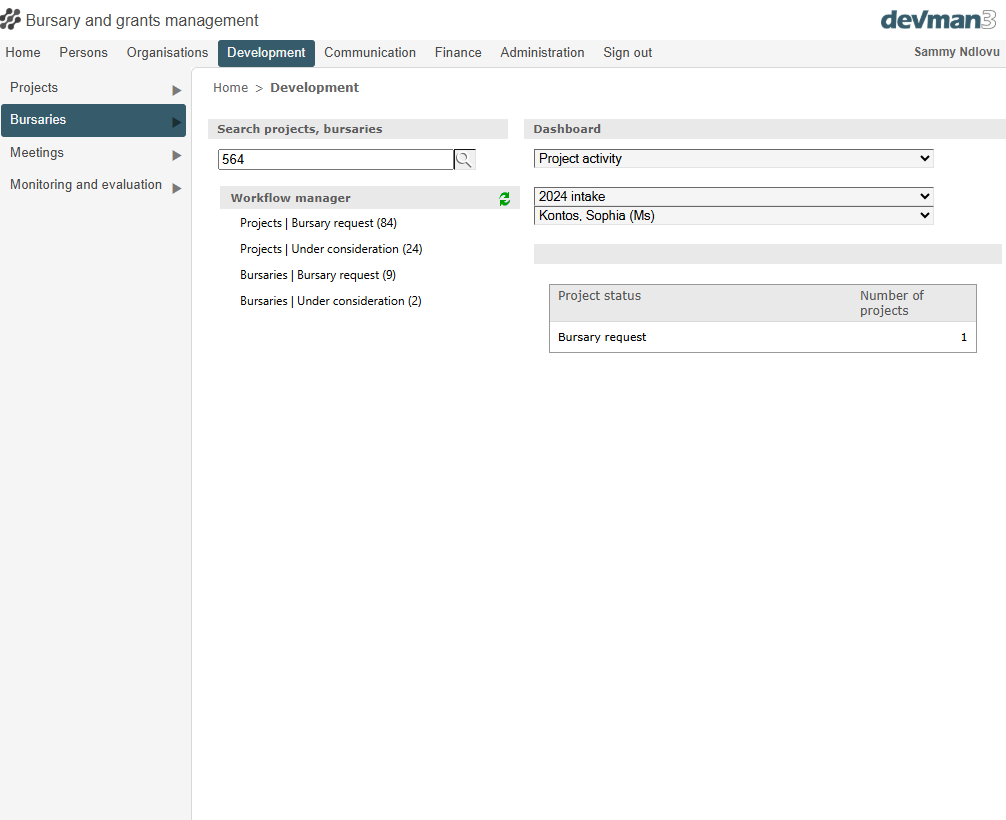 Bursary and grants management
devman3
Home Persons Organisations Development Communication Finance Administration Sign out
Sammy Ndlovu
Projects
Bursaries
Meetings
Monitoring and evaluation
Home > Development
Search projects, bursaries
564
Workflow manager
Projects | Bursary request (84)
Projects | Under consideration (24)
Bursaries | Bursary request (9)
Bursaries | Under consideration (2)
Dashboard
Project activity
2024 intake
Kontos, Sophia (Ms)
Project status
Number of
projects
Bursary request 1